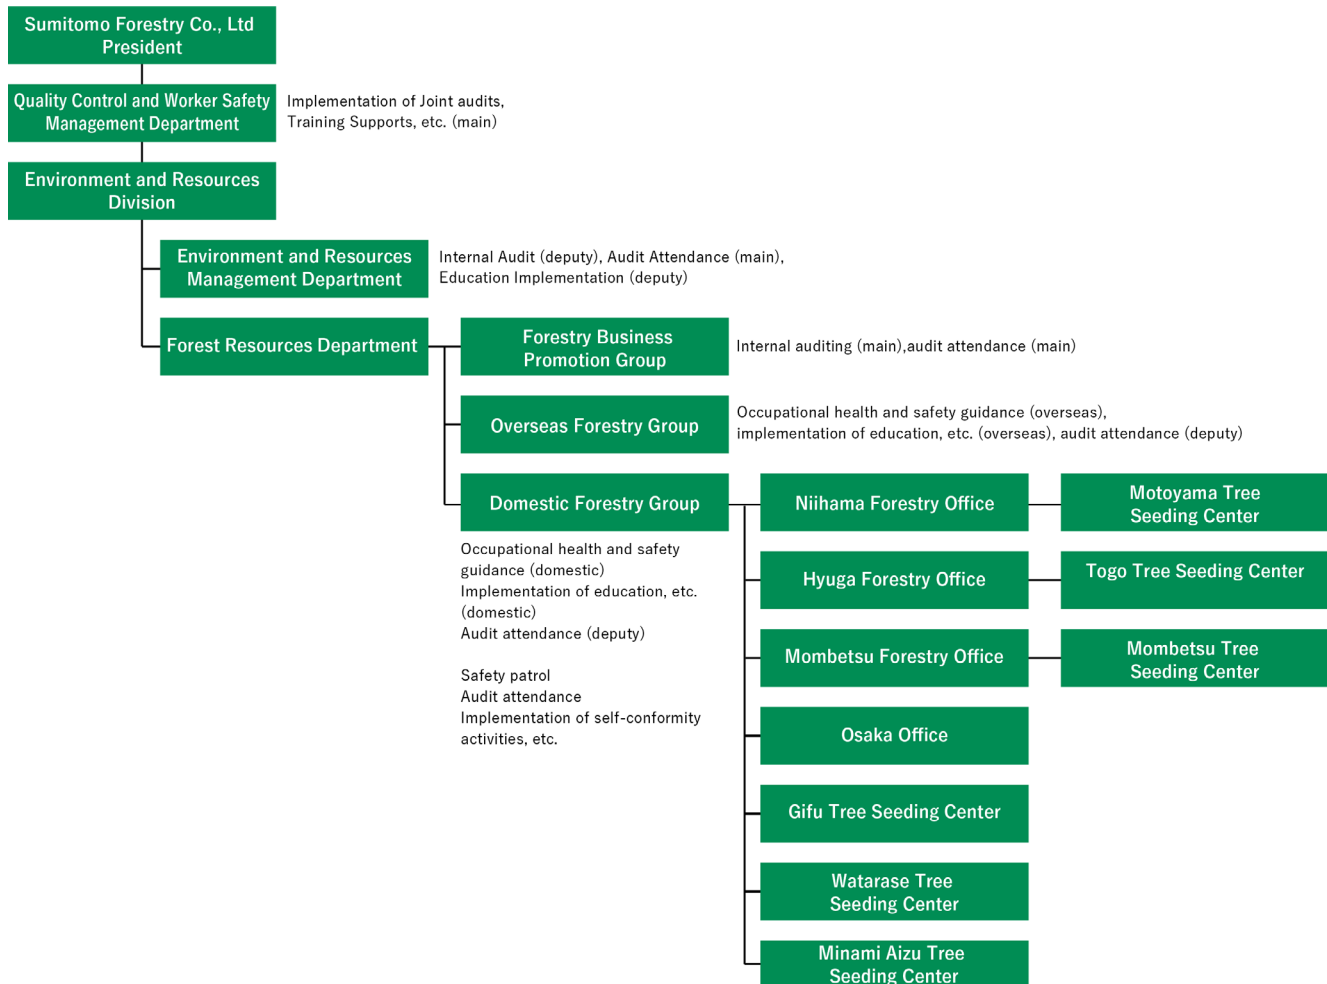 Sumitomo Forestry Co., Ltd
President
Quality Control and Worker Safety
Management Department
Implementation of Joint audits,
Training Supports, etc. (main)
Environment and Resources
Division
Environment and Resources
Management Department
Internal Audit (deputy), Audit Attendance (main),
Education Implementation (deputy)
Forest Resources Department
Forestry Business
Promotion Group
Internal auditing (main),audit attendance (main)
Overseas Forestry Group
Occupational health and safety guidance (overseas),
implementation of education, etc. (overseas), audit attendance (deputy)
Domestic Forestry Group
Occupational health and safety
guidance (domestic)
Implementation of education, etc.
(domestic)
Audit attendance (deputy)
Safety patrol
Audit attendance
Implementation of self-conformity
activities, etc.
Niihama Forestry Office
Motoyama Tree
Seeding Center
Hyuga Forestry Office
Togo Tree Seeding Center
Mombetsu Forestry Office
Mombetsu Tree
Seeding Center
Osaka Office
Gifu Tree Seeding Center
Watarase Tree
Seeding Center
Minami Aizu Tree
Seeding Center